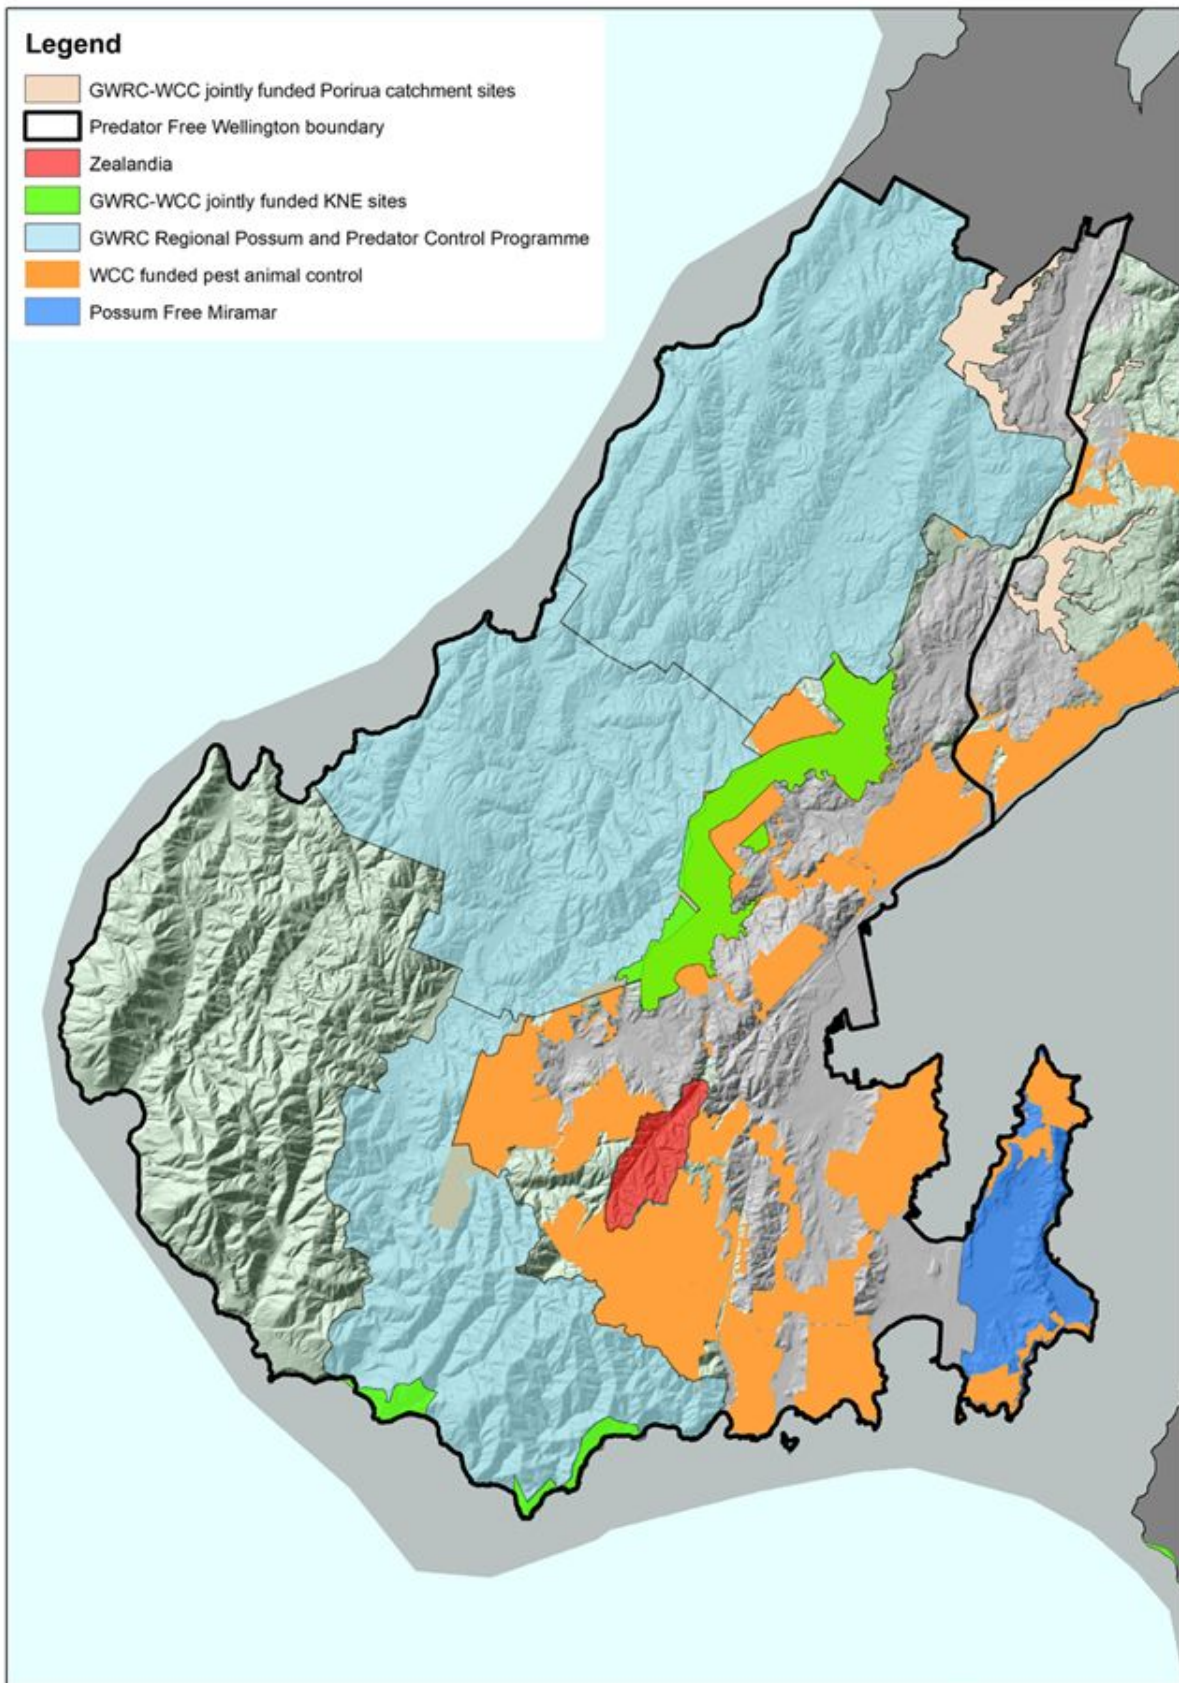 Legend
GWRC-WCC jointly funded Porirua catchment sites
Predator Free Wellington boundary
Zealandia
GWRC-WCC jointly funded KNE sites
GWRC Regional Possum and Predator Control Programme
WCC funded pest animal control
Possum Free Miramar